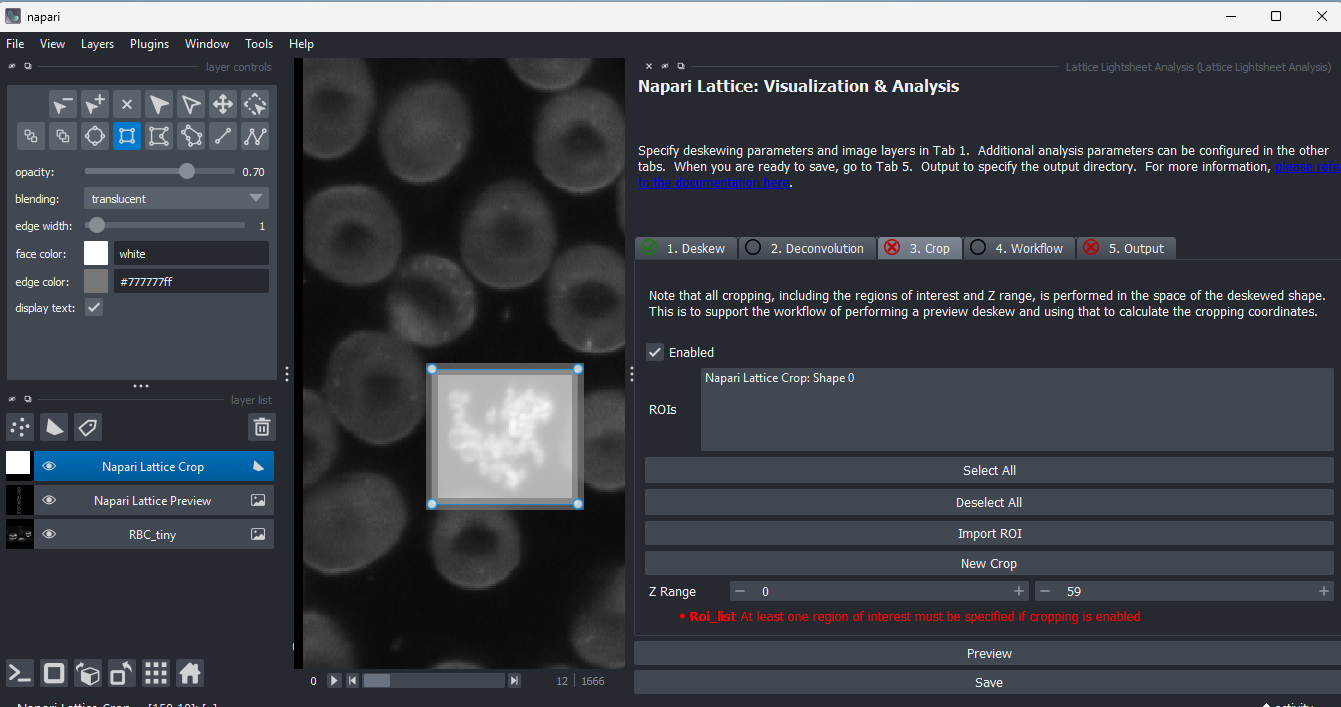 napari
File View Layers Plugins Window Tools Help
layer controls
opacity: 0.70
blending: translucent
edge width: 1
face color: white
edge color: #777777ff
display text:
layer list
Napari Lattice Crop
Napari Lattice Preview
RBC_tiny
0 12 1666
Lattice Lightsheet Analysis (Lattice Lightsheet Analysis)
Napari Lattice: Visualization & Analysis
Specify deskewing parameters and image layers in Tab 1. Additional analysis parameters can be configured in the other
tabs. When you are ready to save, go to Tab 5. Output to specify the output directory. For more information, please
to the documentation here.
1. Deskew 2. Deconvolution 3. Crop 4. Workflow 5. Output
Note that all cropping, including the regions of interest and Z range, is performed in the space of the deskewed shape.
This is to support the workflow of performing a preview deskew and using that to calculate the cropping coordinates.
Enabled
ROIs
Napari Lattice Crop: Shape 0
Select All
Deselect All
Import ROI
New Crop
Z Range − 0 + − 59 +
• Roi_list At least one region of interest must be specified if cropping is enabled
Preview
Save